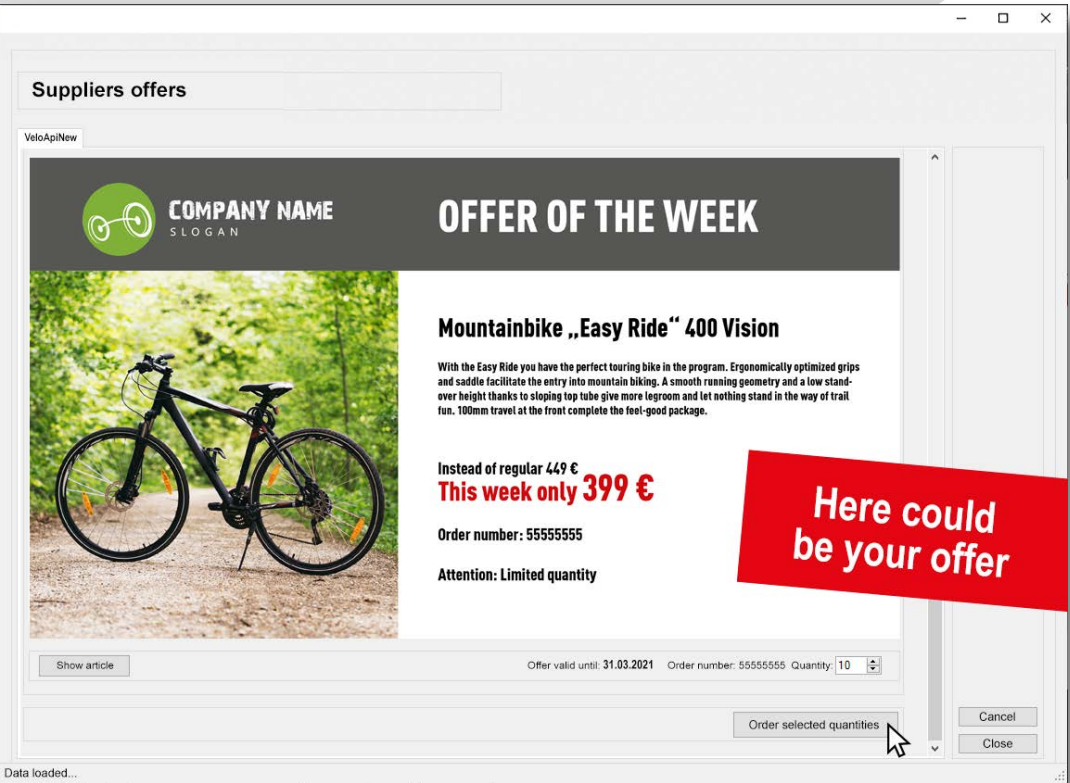 Suppliers offers
VeloApiNew
COMPANY NAME
SLOGAN
OFFER OF THE WEEK
Mountainbike „Easy Ride“ 400 Vision
With the Easy Ride you have the perfect touring bike in the program. Ergonomically optimized grips
and saddle facilitate the entry into mountain biking. A smooth running geometry and a low stand-
over height thanks to sloping top tube give more legroom and let nothing stand in the way of trail
fun. 100mm travel at the front complete the feel-good package.
Instead of regular 449 €
This week only 399 €
Order number: 55555555
Attention: Limited quantity
Here could
be your offer
Show article
Offer valid until: 31.03.2021 Order number: 55555555 Quantity: 10
Order selected quantities
Cancel
Close
Data loaded...